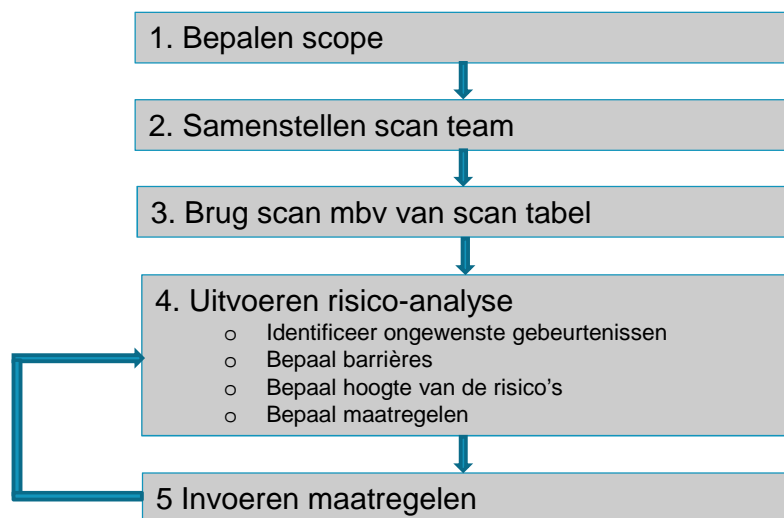 1. Bepalen scope
2. Samenstellen scan team
3. Brug scan mbv van scan tabel
4. Uitvoeren risico-analyse
o Identificeer ongewenste gebeurtenissen
o Bepaal barrières
o Bepaal hoogte van de risico's
o Bepaal maatregelen
5 Invoeren maatregelen